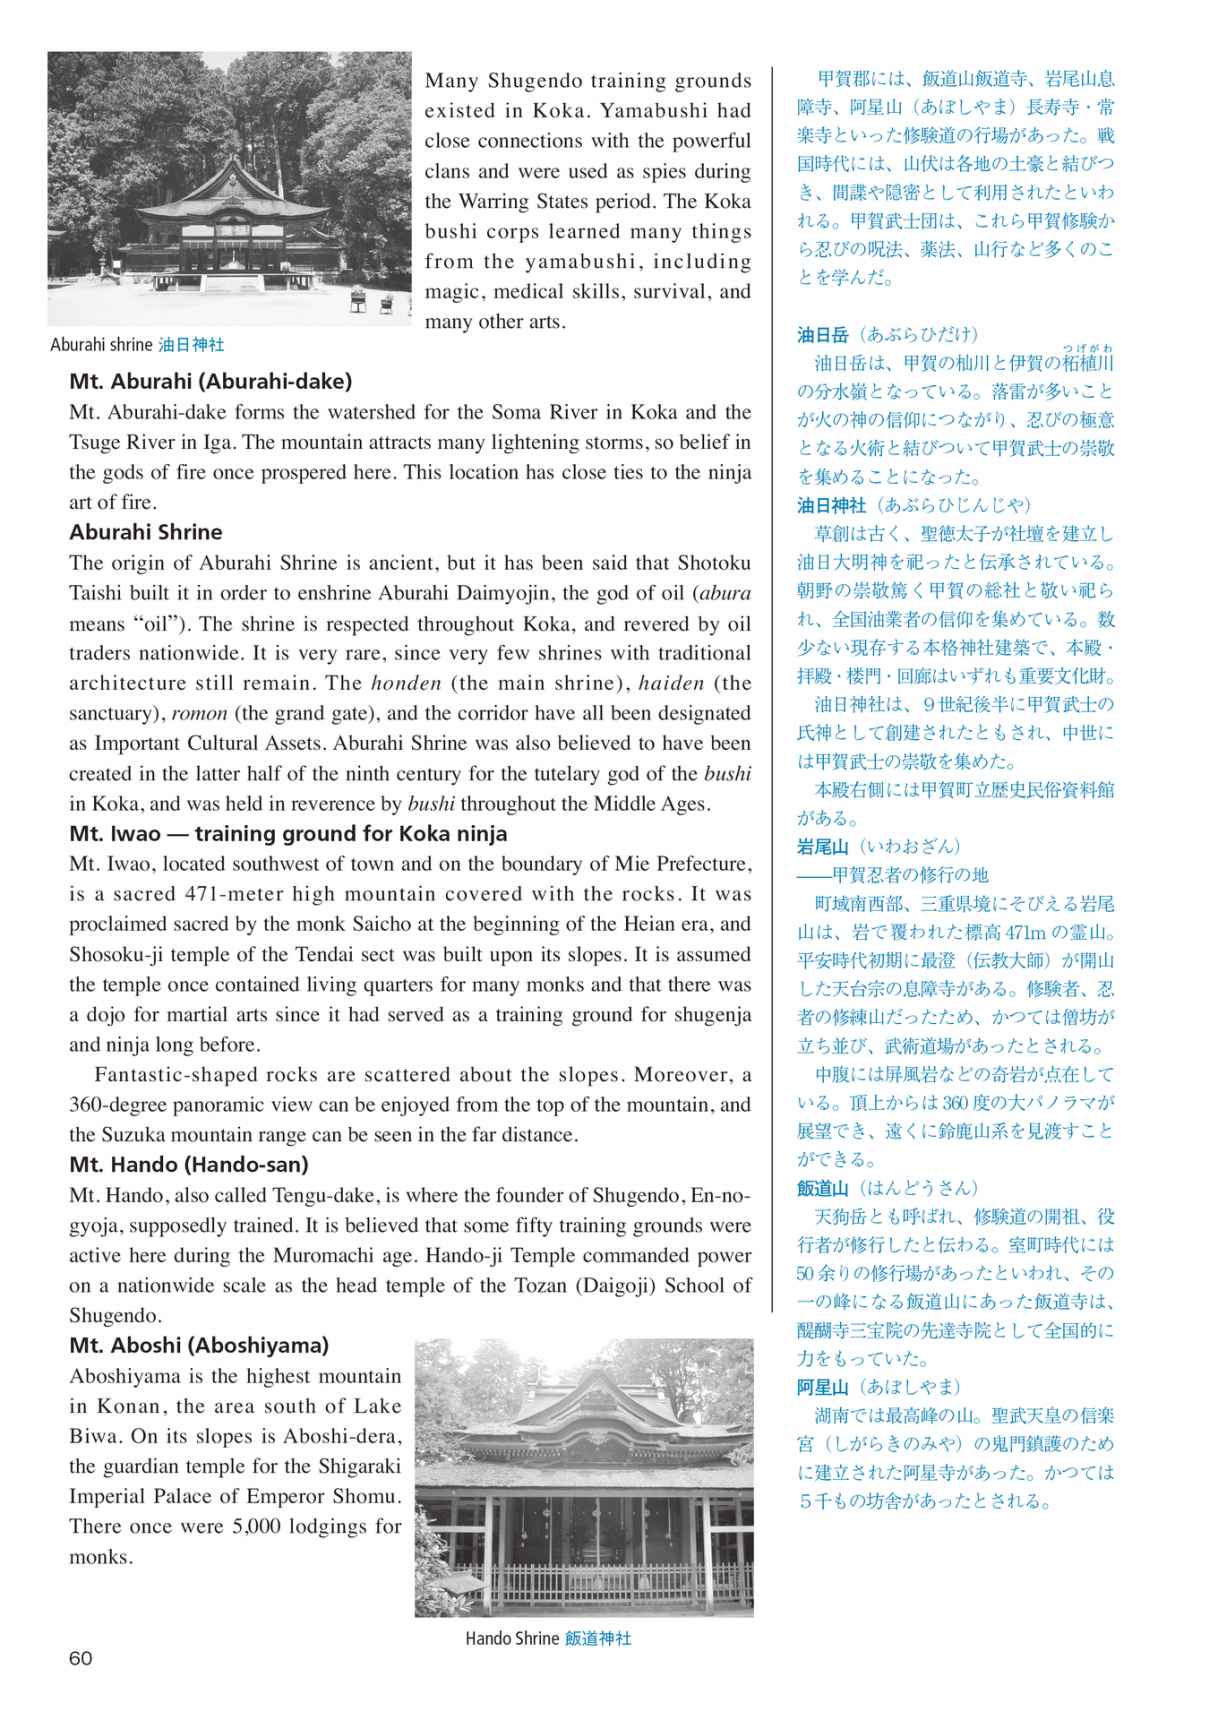 Many Shugendo training grounds
existed in Koka. Yamabushi had
close connections with the powerful
clans and were used as spies during
the Warring States period. The Koka
bushi corps learned many things
from the yamabushi, including
magic, medical skills, survival, and
many other arts.
Aburahi shrine 油日神社
Mt. Aburahi (Aburahi-dake)
Mt. Aburahi-dake forms the watershed for the Soma River in Koka and the
Tsuge River in Iga. The mountain attracts many lightening storms, so belief in
the gods of fire once prospered here. This location has close ties to the ninja
art of fire.
Aburahi Shrine
The origin of Aburahi Shrine is ancient, but it has been said that Shotoku
Taishi built it in order to enshrine Aburahi Daimyojin, the god of oil (abura
means “oil”). The shrine is respected throughout Koka, and revered by oil
traders nationwide. It is very rare, since very few shrines with traditional
architecture still remain. The honden (the main shrine), haiden (the
sanctuary), romon (the grand gate), and the corridor have all been designated
as Important Cultural Assets. Aburahi Shrine was also believed to have been
created in the latter half of the ninth century for the tutelary god of the bushi
in Koka, and was held in reverence by bushi throughout the Middle Ages.
Mt. Iwao — training ground for Koka ninja
Mt. Iwao, located southwest of town and on the boundary of Mie Prefecture,
is a sacred 471-meter high mountain covered with the rocks. It was
proclaimed sacred by the monk Saicho at the beginning of the Heian era, and
Shosoku-ji temple of the Tendai sect was built upon its slopes. It is assumed
the temple once contained living quarters for many monks and that there was
a dojo for martial arts since it had served as a training ground for shugenja
and ninja long before.
Fantastic-shaped rocks are scattered about the slopes. Moreover, a
360-degree panoramic view can be enjoyed from the top of the mountain, and
the Suzuka mountain range can be seen in the far distance.
Mt. Hando (Hando-san)
Mt. Hando, also called Tengu-dake, is where the founder of Shugendo, En-no-
gyoja, supposedly trained. It is believed that some fifty training grounds were
active here during the Muromachi age. Hando-ji Temple commanded power
on a nationwide scale as the head temple of the Tozan (Daigoji) School of
Shugendo.
Mt. Aboshi (Aboshiyama)
Aboshiyama is the highest mountain
in Konan, the area south of Lake
Biwa. On its slopes is Aboshi-dera,
the guardian temple for the Shigaraki
Imperial Palace of Emperor Shomu.
There once were 5,000 lodgings for
monks.
Hando Shrine 飯道神社
60
甲賀郡には、飯道山飯道寺、岩尾山息
障寺、阿星山（あぼしやま）長寿寺・常
楽寺といった修験道の行場があった。戦
国時代には、山伏は各地の土豪と結びつ
き、間諜や隠密として利用されたといわ
れる。甲賀武士団は、これら甲賀修験か
ら忍びの呪法、薬法、山行など多くのこ
とを学んだ。
油日岳（あぶらひだけ）
つげがわ
油日岳は、甲賀の杣川と伊賀の柘植川
の分水嶺となっている。落雷が多いこと
が火の神の信仰につながり、忍びの極意
となる火術と結びついて甲賀武士の崇敬
を集めることになった。
油日神社（あぶらひじんじや）
草創は古く、聖徳太子が社壇を建立し
油日大明神を祀ったと伝承されている。
朝野の崇敬篤く甲賀の総社と敬い祀ら
れ、全国油業者の信仰を集めている。数
少ない現存する本格神社建築で、本殿・
拝殿・楼門・回廊はいずれも重要文化財。
油日神社は、９世紀後半に甲賀武士の
氏神として創建されたともされ、中世に
は甲賀武士の崇敬を集めた。
本殿右側には甲賀町立歴史民俗資料館
がある。
岩尾山（いわおざん）
——甲賀忍者の修行の地
町域南西部、三重県境にそびえる岩尾
山は、岩で覆われた標高471mの霊山。
平安時代初期に最澄（伝教大師）が開山
した天台宗の息障寺がある。修験者、忍
者の修練山だったため、かつては僧坊が
立ち並び、武術道場があったとされる。
中腹には屏風岩などの奇岩が点在して
いる。頂上からは360度の大パノラマが
展望でき、遠くに鈴鹿山系を見渡すこと
ができる。
飯道山（はんどうさん）
天狗岳とも呼ばれ、修験道の開祖、役
行者が修行したと伝わる。室町時代には
50余りの修行場があったといわれ、その
一の峰になる飯道山にあった飯道寺は、
醍醐寺三宝院の先達寺院として全国的に
力をもっていた。
阿星山（あぼしやま）
湖南では最高峰の山。聖武天皇の信楽
宮（しがらきのみや）の鬼門鎮護のため
に建立された阿星寺があった。かつては
５千もの坊舎があったとされる。